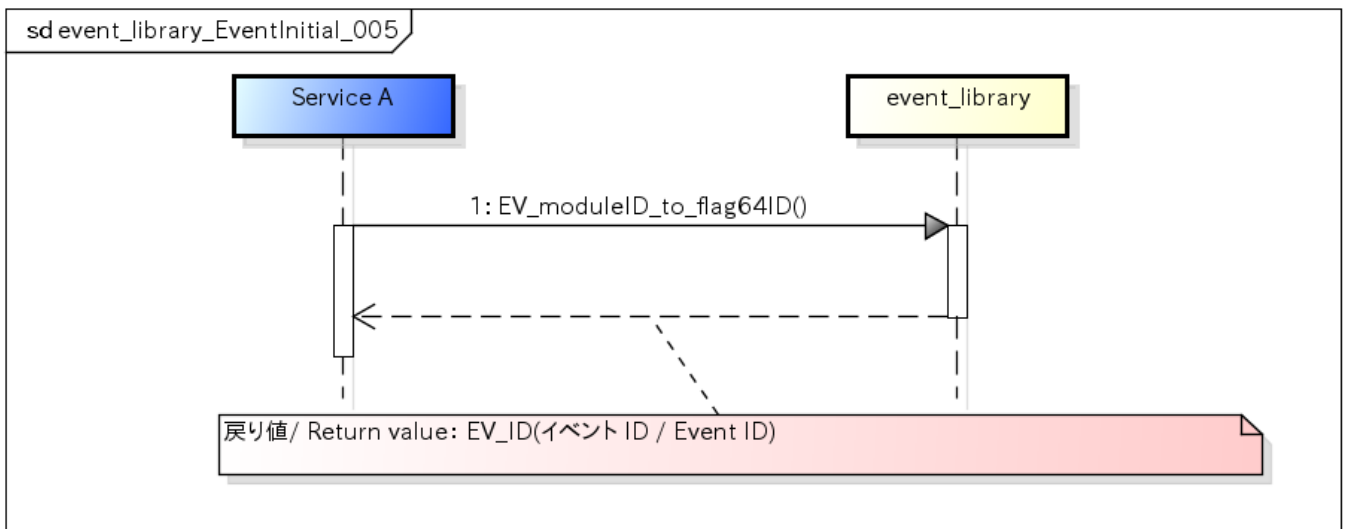 sd event_library_EventInitial_005
Service A
event_library
1: EV_moduleID_to_flag64ID()
戻り値/ Return value: EV_ID(イベント ID / Event ID)